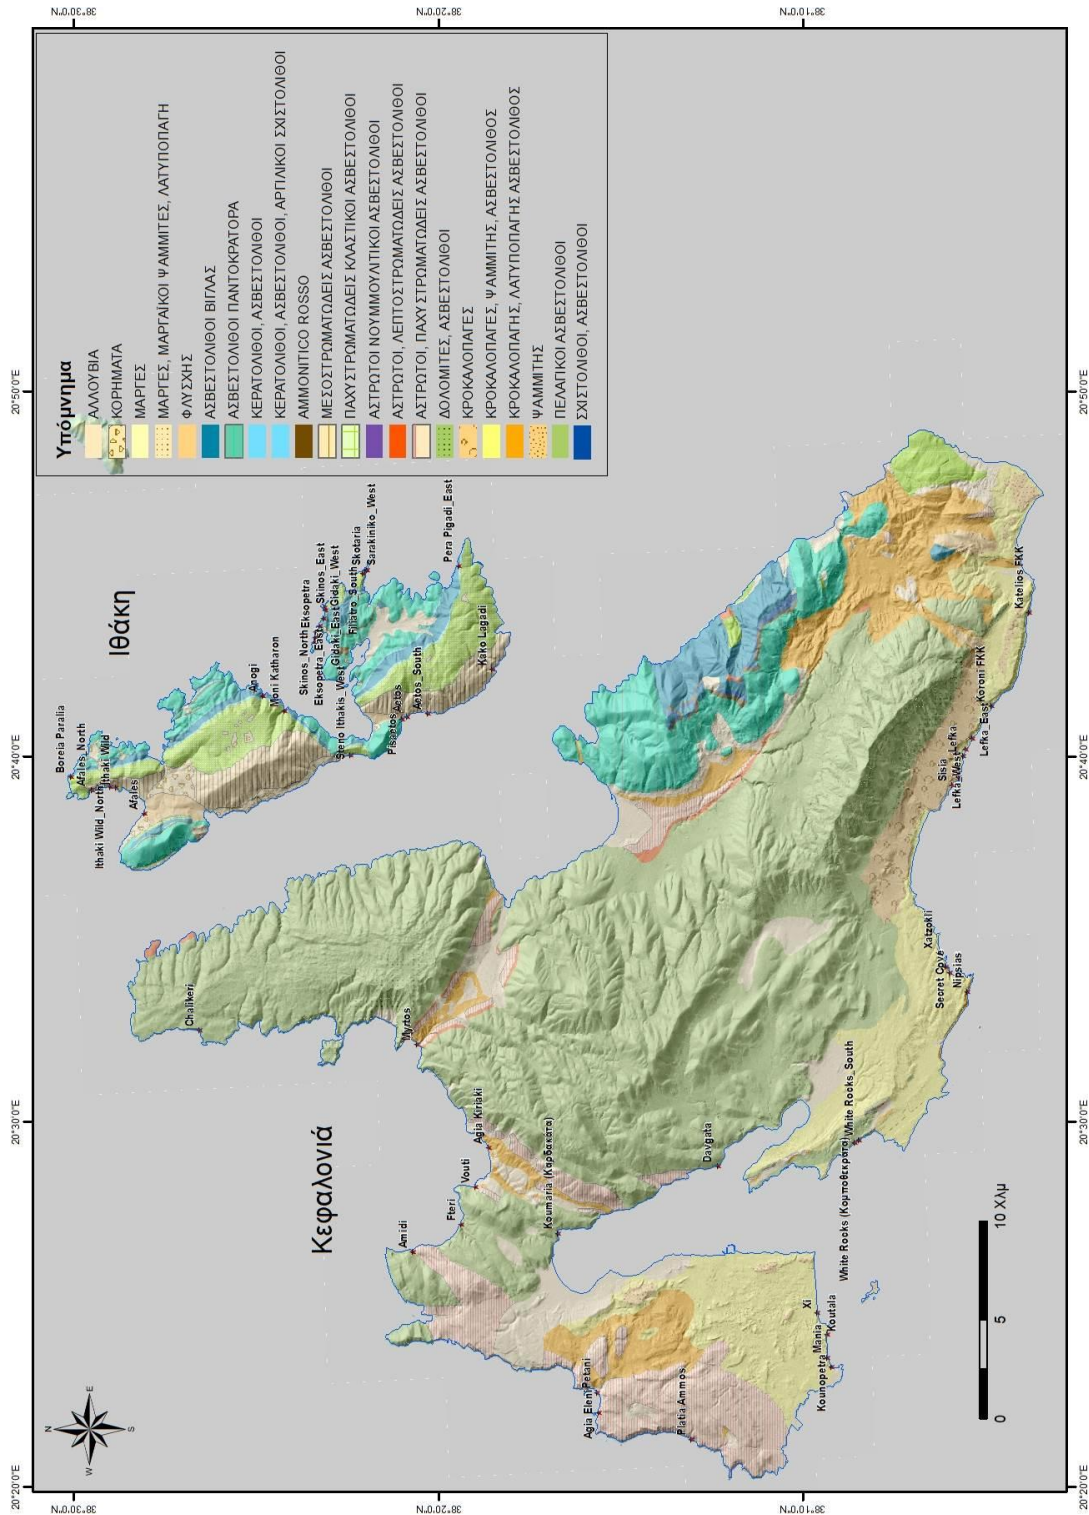 Υπόμνημα
ΑΛΛΟΥΒΙΑ
ΚΟΡΗΜΑΤΑ
ΜΑΡΓΕΣ
ΜΑΡΓΕΣ, ΜΑΡΓΑΪΚΟΙ ΨΑΜΜΙΤΕΣ, ΛΑΤΥΠΟΠΑΓΗ
ΦΛΥΣΧΗΣ
ΑΣΒΕΣΤΟΛΙΘΟΙ ΒΙΓΛΑΣ
ΑΣΒΕΣΤΟΛΙΘΟΙ ΠΑΝΤΟΚΡΑΤΟΡΑ
ΚΕΡΑΤΟΛΙΘΟΙ, ΑΣΒΕΣΤΟΛΙΘΟΙ
ΚΕΡΑΤΟΛΙΘΟΙ, ΑΣΒΕΣΤΟΛΙΘΟΙ, ΑΡΓΙΛΙΚΟΙ ΣΧΙΣΤΟΛΙΘΟΙ
AMMONITICO ROSSO
ΜΕΣΟΣΤΡΩΜΑΤΩΔΕΙΣ ΑΣΒΕΣΤΟΛΙΘΟΙ
ΠΑΧΥΣΤΡΩΜΑΤΩΔΕΙΣ ΚΛΑΣΤΙΚΟΙ ΑΣΒΕΣΤΟΛΙΘΟΙ
ΑΣΤΡΩΤΟΙ ΝΟΥΜΜΟΥΛΙΤΙΚΟΙ ΑΣΒΕΣΤΟΛΙΘΟΙ
ΑΣΤΡΩΤΟΙ, ΛΕΠΤΟΣΤΡΩΜΑΤΩΔΕΙΣ ΑΣΒΕΣΤΟΛΙΘΟΙ
ΑΣΤΡΩΤΟΙ, ΠΑΧΥΣΤΡΩΜΑΤΩΔΕΙΣ ΑΣΒΕΣΤΟΛΙΘΟΙ
ΔΟΛΟΜΙΤΕΣ, ΑΣΒΕΣΤΟΛΙΘΟΙ
ΚΡΟΚΑΛΟΠΑΓΕΣ
ΚΡΟΚΑΛΟΠΑΓΕΣ, ΨΑΜΜΙΤΗΣ, ΑΣΒΕΣΤΟΛΙΘΟΣ
ΚΡΟΚΑΛΟΠΑΓΗΣ, ΛΑΤΥΠΟΠΑΓΗΣ ΑΣΒΕΣΤΟΛΙΘΟΣ
ΨΑΜΜΙΤΗΣ
ΠΕΛΑΓΙΚΟΙ ΑΣΒΕΣΤΟΛΙΘΟΙ
ΣΧΙΣΤΟΛΙΘΟΙ, ΑΣΒΕΣΤΟΛΙΘΟΙ
20°20'0"E
20°30'0"E
20°40'0"E
20°50'0"E
38°30'0"N
38°20'0"N
38°10'0"N
N
W
E
S
Ιθάκη
Boreia Paralia
Afales_North
Ithaki Wild_North
Ithaki Wild
Afales
Anogi
Moni Katharon
Skinos_North
Eksopetra
Eksopetra_East
Skinos_East
Gidaki_East
Gidaki_West
Filiatro_South
Skotaria
Sarakiniko_West
Steno Ithakis_West
Pisaetos
Aetos
Aetos_South
Pera Pigadi_East
Kako Lagadi
Κεφαλονιά
Chalikeri
Myrtos
Agia Kiriaki
Vouti
Fteri
Amidi
Koumaria (Καρδακατα)
Davgata
Agia Eleni
Petani
Platia Ammos
Xi
Mania
Koutala
Kounopetra
White Rocks (Κομποθεκρατα)
White Rocks_South
Secret Cove
Xatzokli
Nipsias
Sisia
Lefka_West
Lefka
Lefka_East
Koroni FKK
Katelios FKK
0
5
10 Χλμ